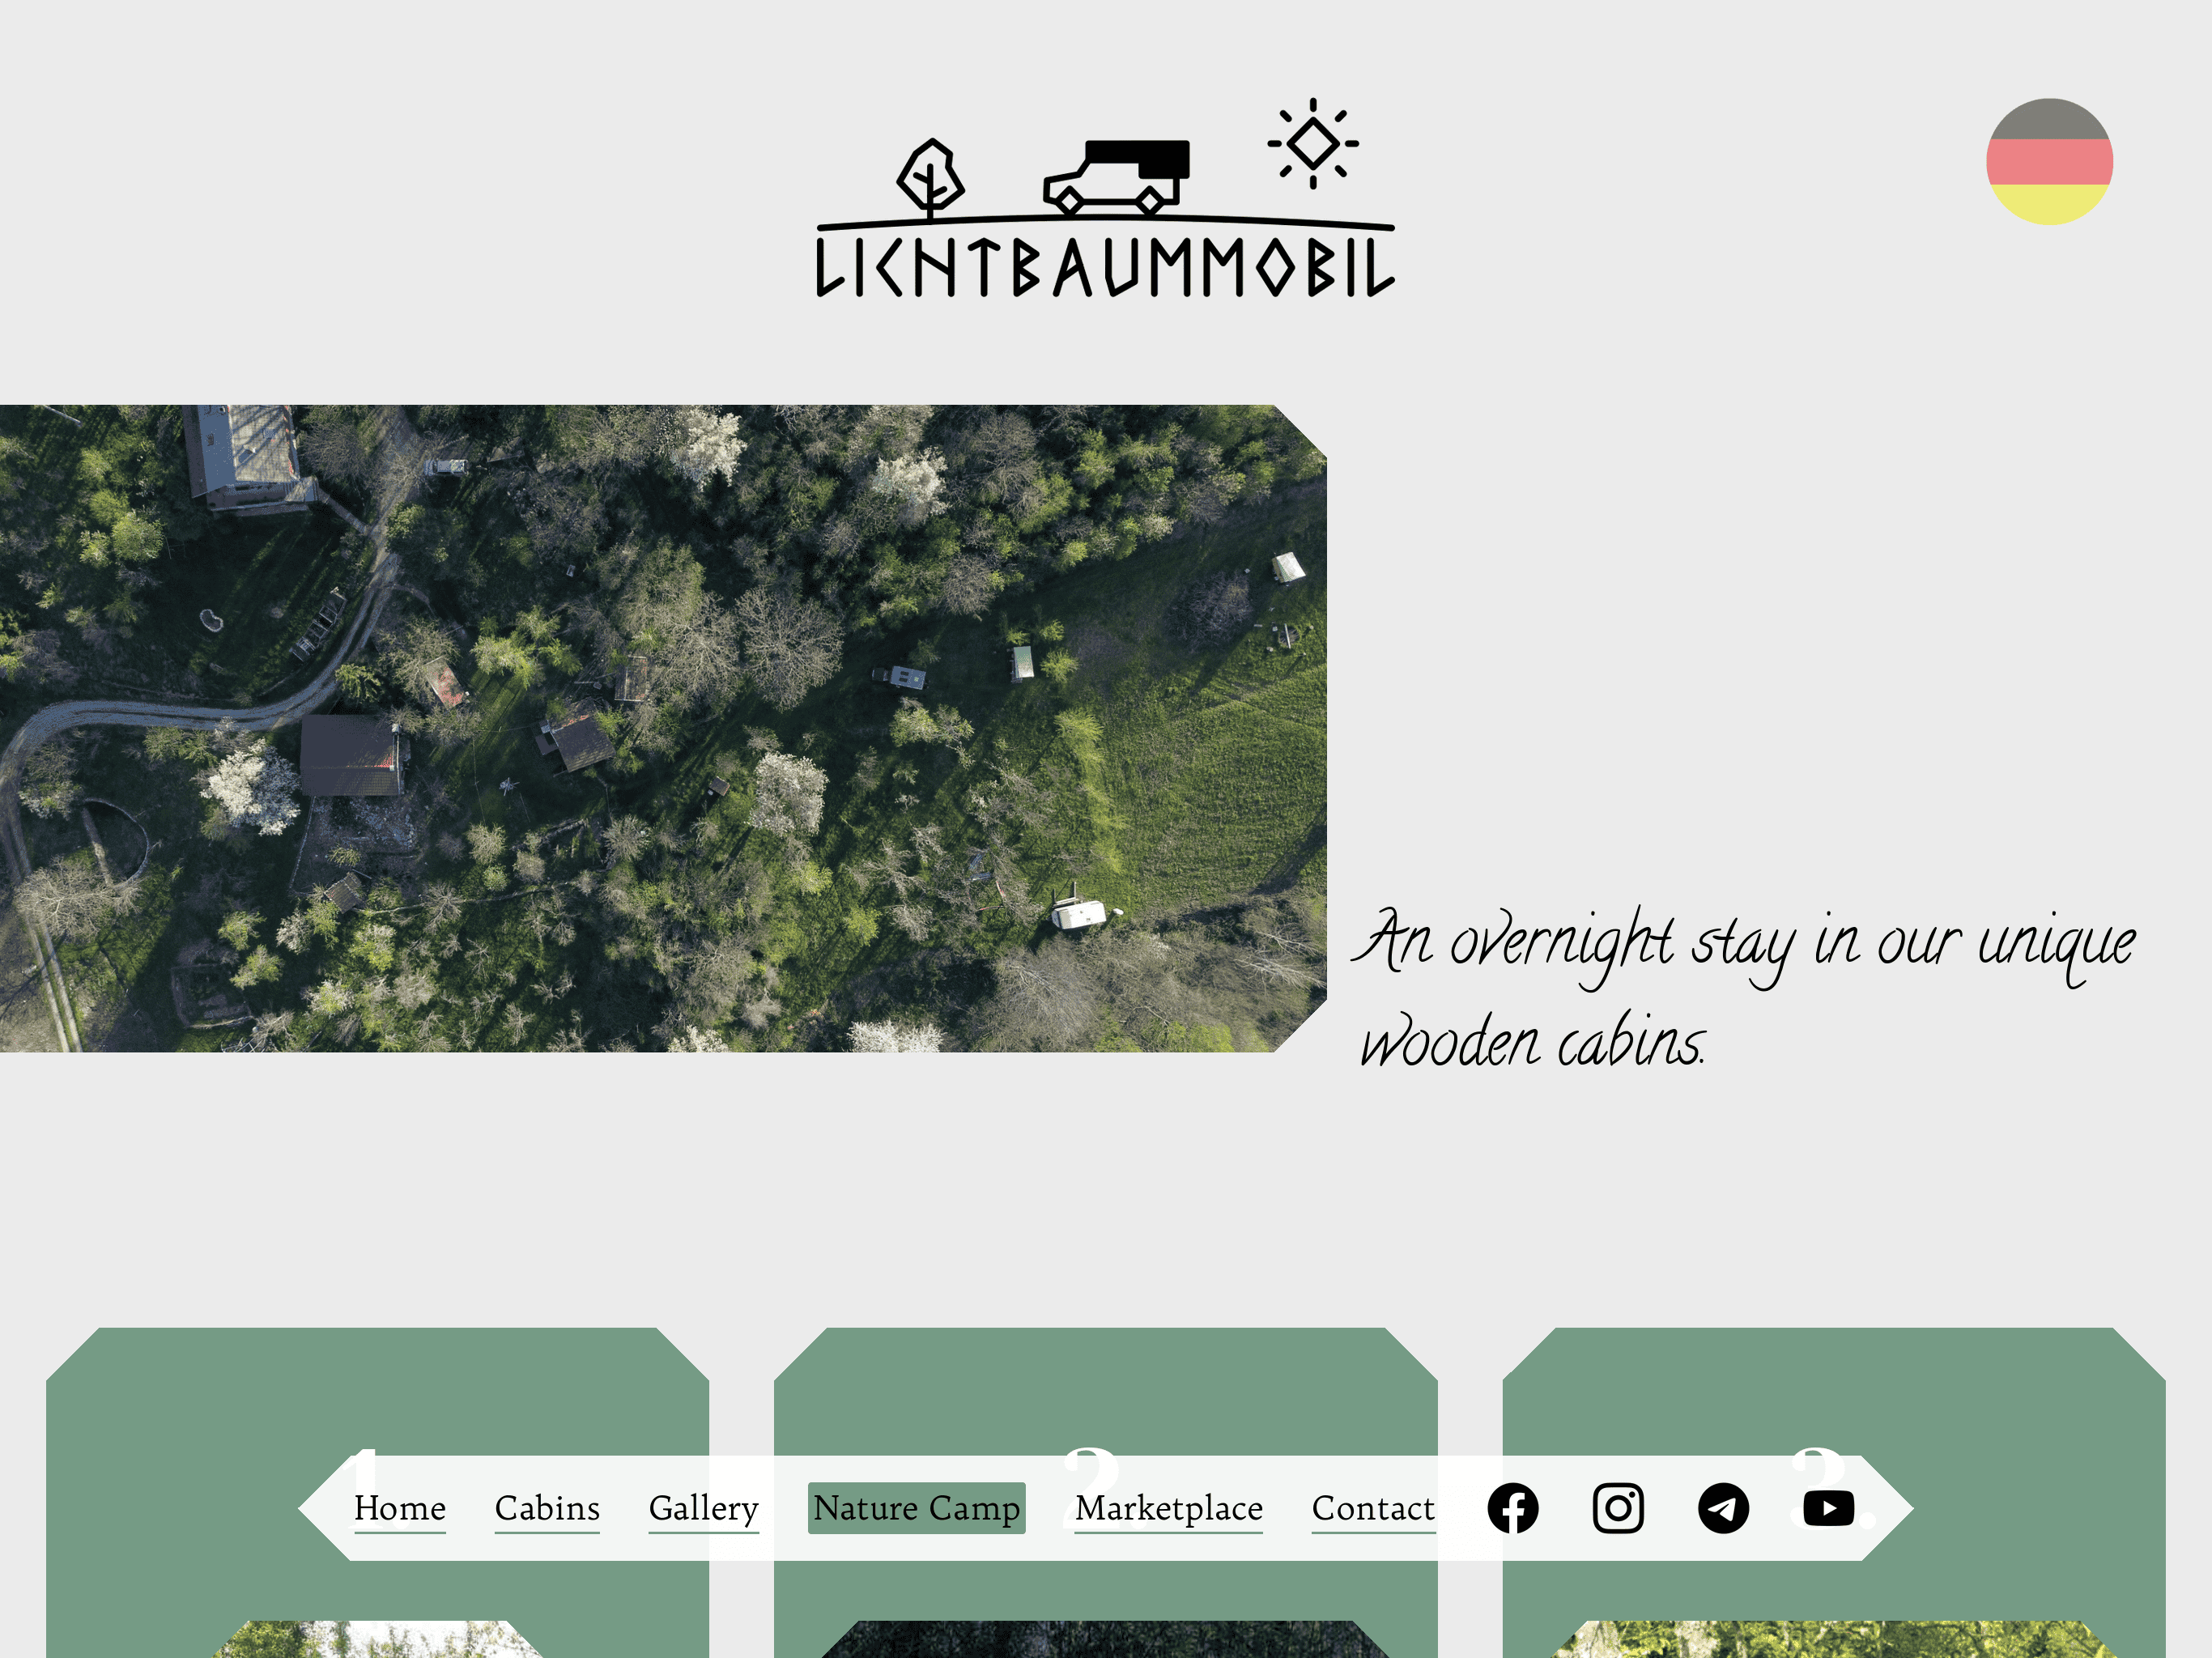 LICHTBAUMMOBIL
An overnight stay in our unique
wooden cabins.
1.
2.
3.
Home Cabins Gallery Nature Camp Marketplace Contact